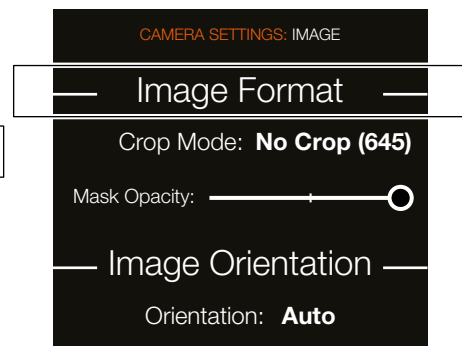 CAMERA SETTINGS: IMAGE
Image Format
Crop Mode: No Crop (645)
Mask Opacity:
Image Orientation
Orientation: Auto